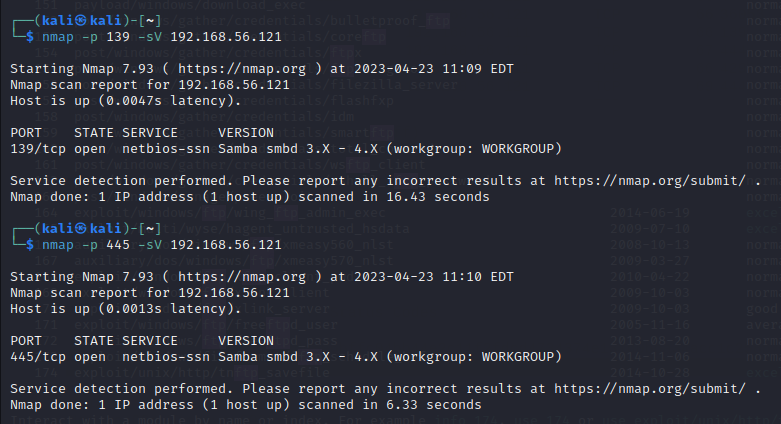 151 payload/windows/download_exec
┌──(kali㉿kali)-[~]
└─$ nmap -p 139 -sV 192.168.56.121
Starting Nmap 7.93 ( https://nmap.org ) at 2023-04-23 11:09 EDT
Nmap scan report for 192.168.56.121
Host is up (0.0047s latency).
PORT    STATE SERVICE     VERSION
139/tcp open  netbios-ssn Samba smbd 3.X - 4.X (workgroup: WORKGROUP)
Service detection performed. Please report any incorrect results at https://nmap.org/submit/ .
Nmap done: 1 IP address (1 host up) scanned in 16.43 seconds
┌──(kali㉿kali)-[~]
└─$ nmap -p 445 -sV 192.168.56.121
Starting Nmap 7.93 ( https://nmap.org ) at 2023-04-23 11:10 EDT
Nmap scan report for 192.168.56.121
Host is up (0.0013s latency).
PORT    STATE SERVICE     VERSION
445/tcp open  netbios-ssn Samba smbd 3.X - 4.X (workgroup: WORKGROUP)
Service detection performed. Please report any incorrect results at https://nmap.org/submit/ .
Nmap done: 1 IP address (1 host up) scanned in 6.33 seconds